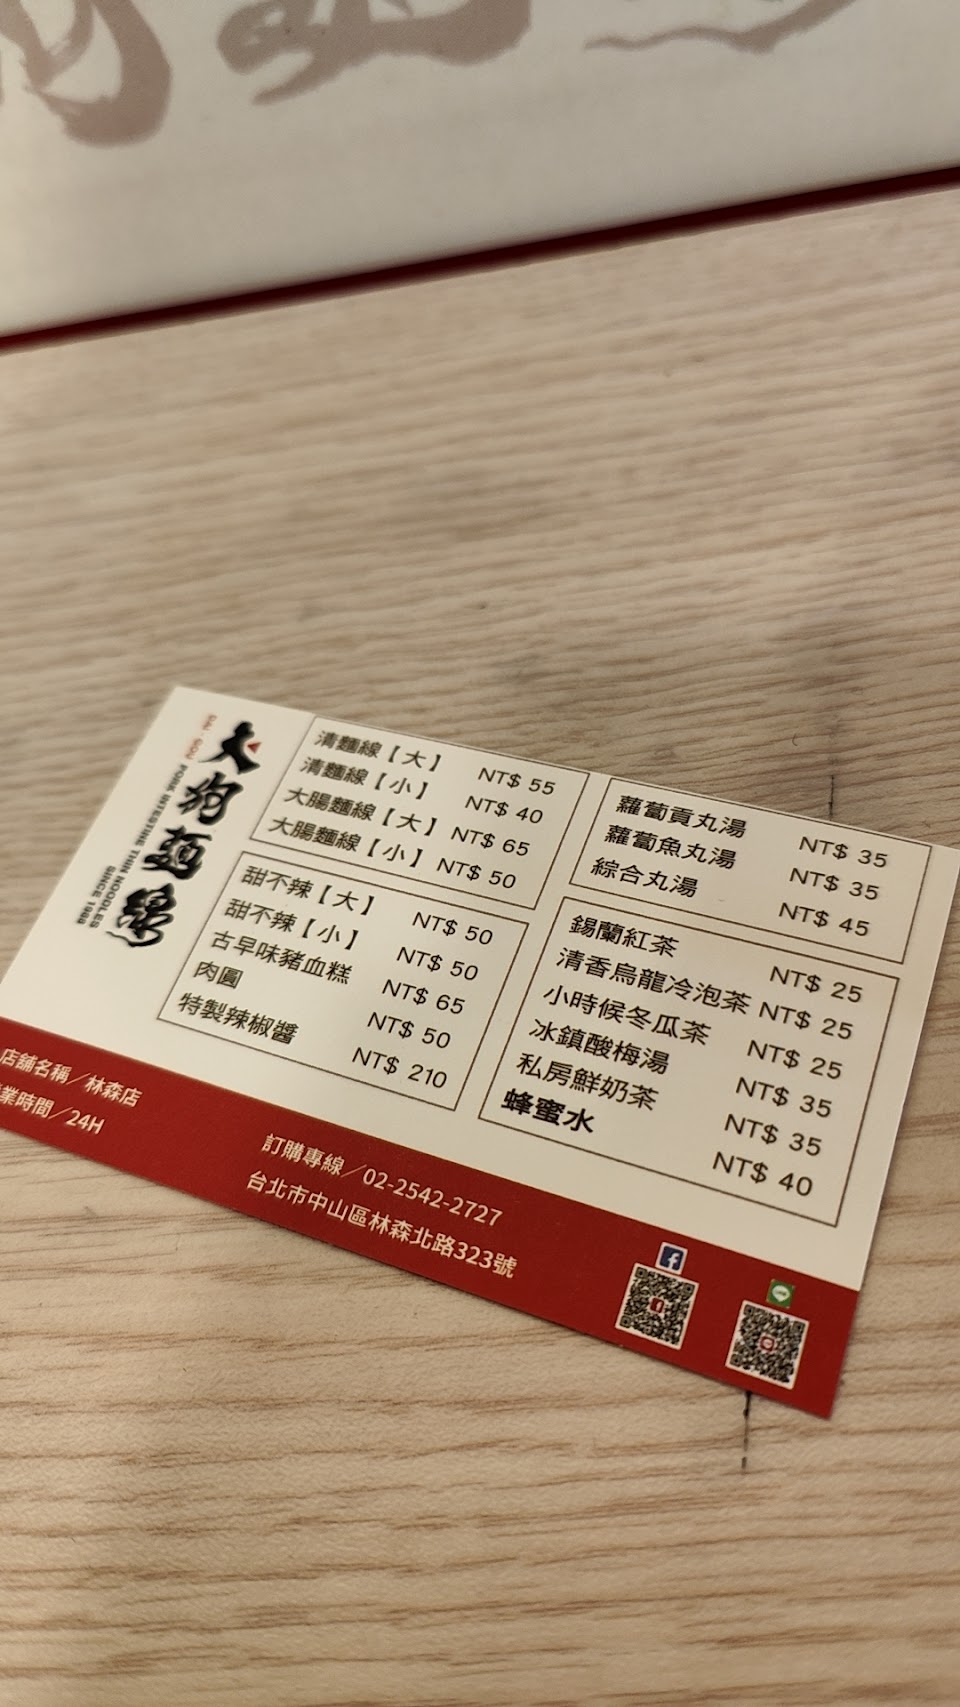 大狗麵線
DA-GOU PORK INTESTINE THIN NOODLES
SINCE 1988
清麵線【大】 NT$ 55
清麵線【小】 NT$ 40
大腸麵線【大】 NT$ 65
大腸麵線【小】 NT$ 50
甜不辣【大】 NT$ 50
甜不辣【小】 NT$ 50
古早味豬血糕 NT$ 65
肉圓 NT$ 50
特製辣椒醬 NT$ 210
蘿蔔貢丸湯 NT$ 35
蘿蔔魚丸湯 NT$ 35
綜合丸湯 NT$ 45
錫蘭紅茶 NT$ 25
清香烏龍冷泡茶 NT$ 25
小時候冬瓜茶 NT$ 25
冰鎮酸梅湯 NT$ 35
私房鮮奶茶 NT$ 35
蜂蜜水 NT$ 40
店舖名稱／林森店
業時間／24H
訂購專線／02-2542-2727
台北市中山區林森北路323號